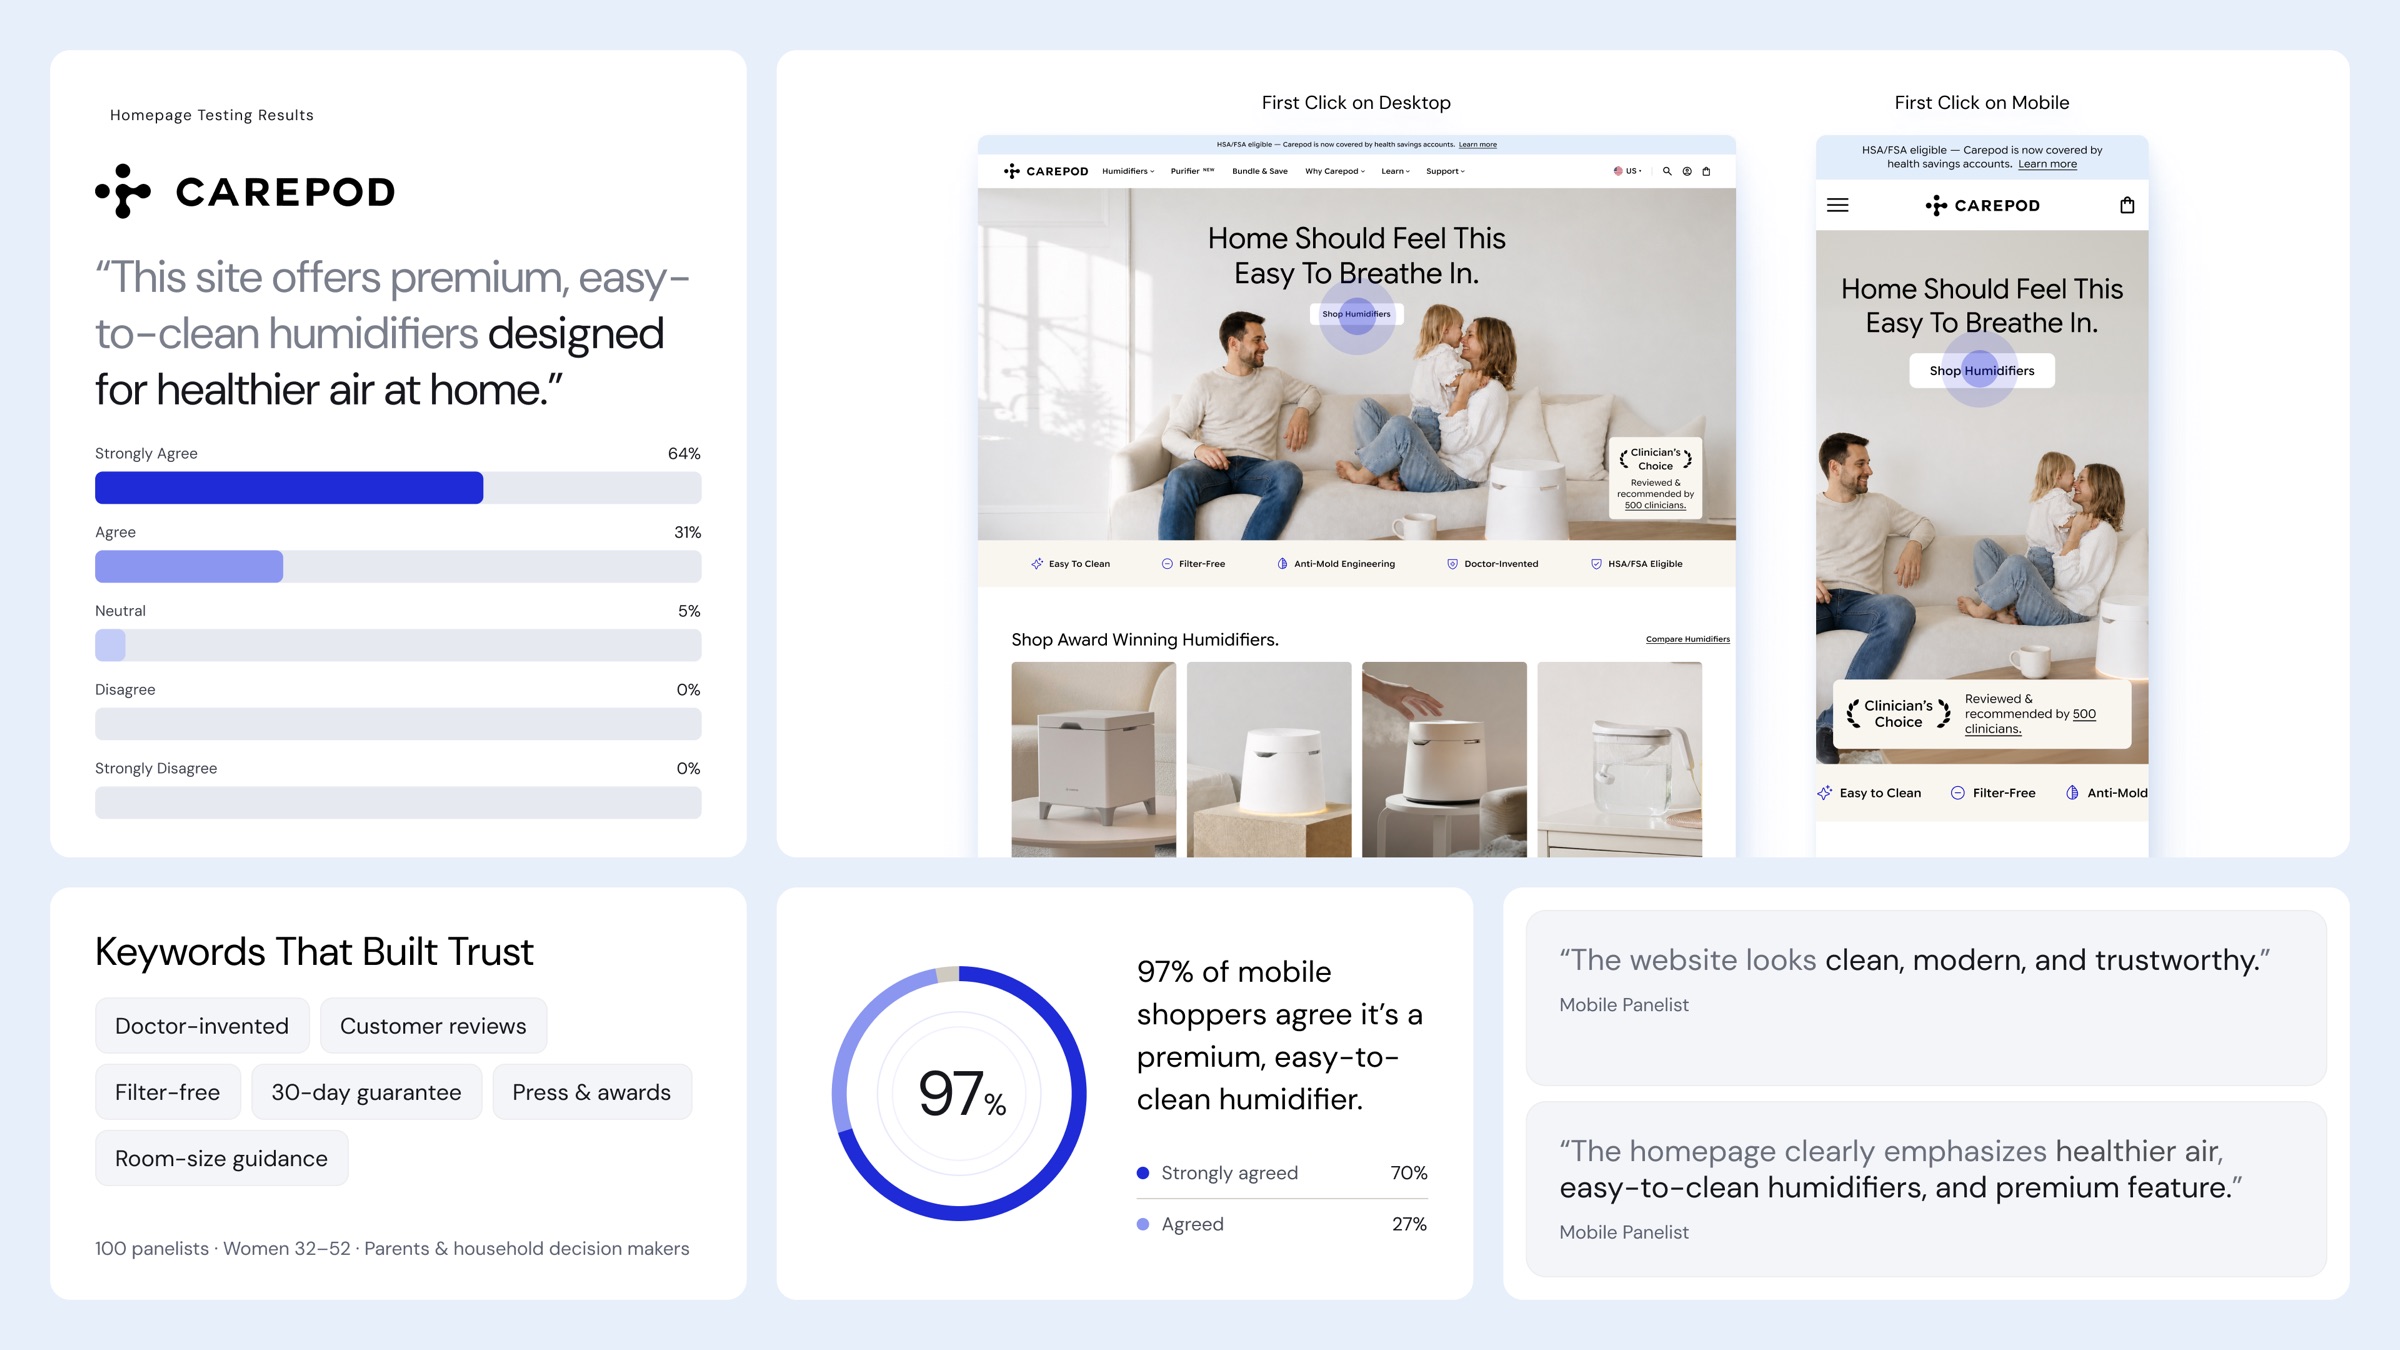 Homepage Testing Results
CAREPOD
“This site offers premium, easy-
to-clean humidifiers designed
for healthier air at home.”
Strongly Agree 64%
Agree 31%
Neutral 5%
Disagree 0%
Strongly Disagree 0%
First Click on Desktop
HSA/FSA eligible — Carepod is now covered by health savings accounts. Learn more
CAREPOD Humidifiers Purifier NEW Bundle & Save Why Carepod Learn Support US
Home Should Feel This
Easy To Breathe In.
Shop Humidifiers
Clinician’s
Choice
Reviewed &
recommended by
500 clinicians.
Easy To Clean Filter-Free Anti-Mold Engineering Doctor-Invented HSA/FSA Eligible
Shop Award Winning Humidifiers. Compare Humidifiers
First Click on Mobile
HSA/FSA eligible — Carepod is now covered by
health savings accounts. Learn more
CAREPOD
Home Should Feel This
Easy To Breathe In.
Shop Humidifiers
Clinician’s
Choice
Reviewed &
recommended by 500
clinicians.
Easy to Clean Filter-Free Anti-Mold
Keywords That Built Trust
Doctor-invented Customer reviews
Filter-free 30-day guarantee Press & awards
Room-size guidance
100 panelists · Women 32–52 · Parents & household decision makers
97%
97% of mobile
shoppers agree it’s a
premium, easy-to-
clean humidifier.
Strongly agreed 70%
Agreed 27%
“The website looks clean, modern, and trustworthy.”
Mobile Panelist
“The homepage clearly emphasizes healthier air,
easy-to-clean humidifiers, and premium feature.”
Mobile Panelist